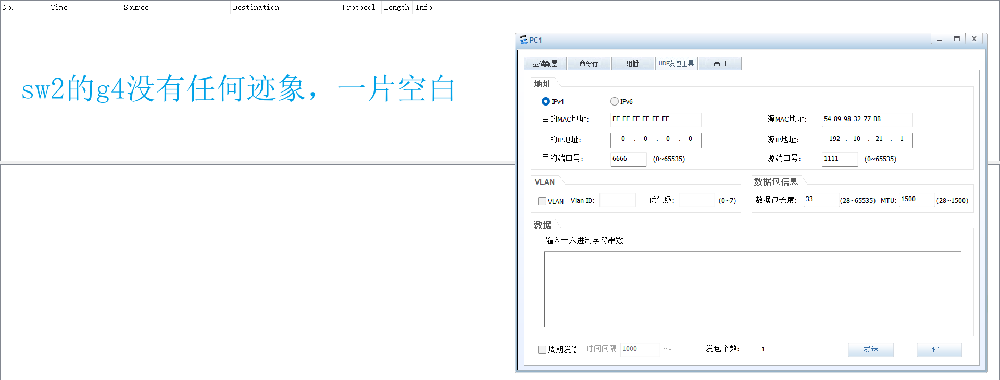 No. Time Source Destination Protocol Length Info
sw2的g4没有任何迹象，一片空白
PC1
基础配置 命令行 组播 UDP发包工具 串口
地址
IPv4 IPv6
目的MAC地址: FF-FF-FF-FF-FF-FF 源MAC地址: 54-89-98-32-77-BB
目的IP地址: 0 . 0 . 0 . 0 源IP地址: 192 . 10 . 21 . 1
目的端口号: 6666 (0~65535) 源端口号: 1111 (0~65535)
VLAN 数据包信息
VLAN Vlan ID: 优先级: (0~7) 数据包长度: 33 (28~65535) MTU: 1500 (28~1500)
数据
输入十六进制字符串数
周期发送 时间间隔: 1000 ms 发包个数: 1 发送 停止